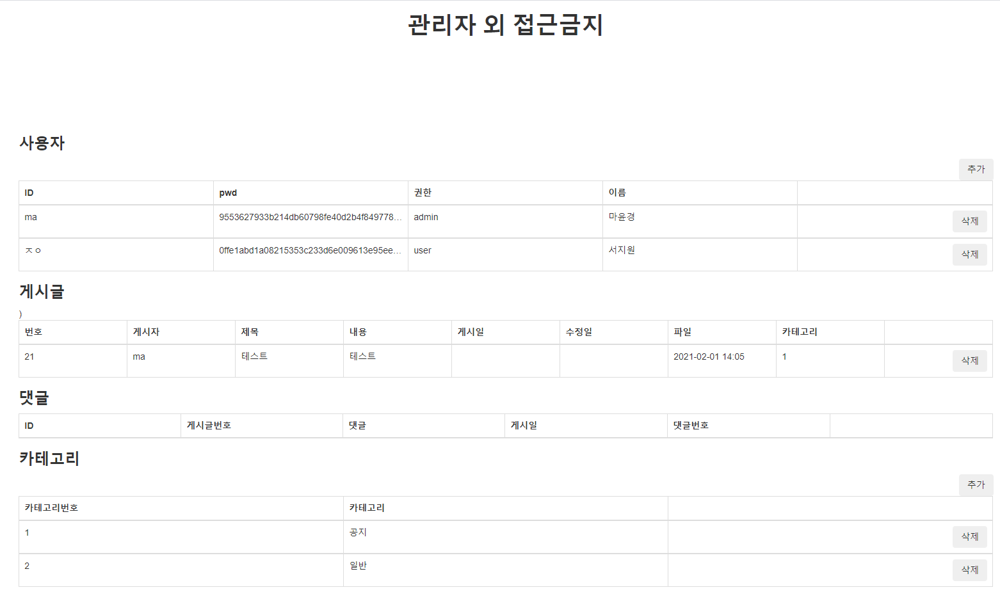 관리자 외 접근금지
사용자
추가
ID pwd 권한 이름
ma 9553627933b214db60798fe40d2b4f849778... admin 마윤경 삭제
ㅈㅇ 0ffe1abd1a08215353c233d6e009613e95ee... user 서지원 삭제
게시글
)
번호 게시자 제목 내용 게시일 수정일 파일 카테고리
21 ma 테스트 테스트 2021-02-01 14:05 1 삭제
댓글
ID 게시글번호 댓글 게시일 댓글번호
카테고리
추가
카테고리번호 카테고리
1 공지 삭제
2 일반 삭제